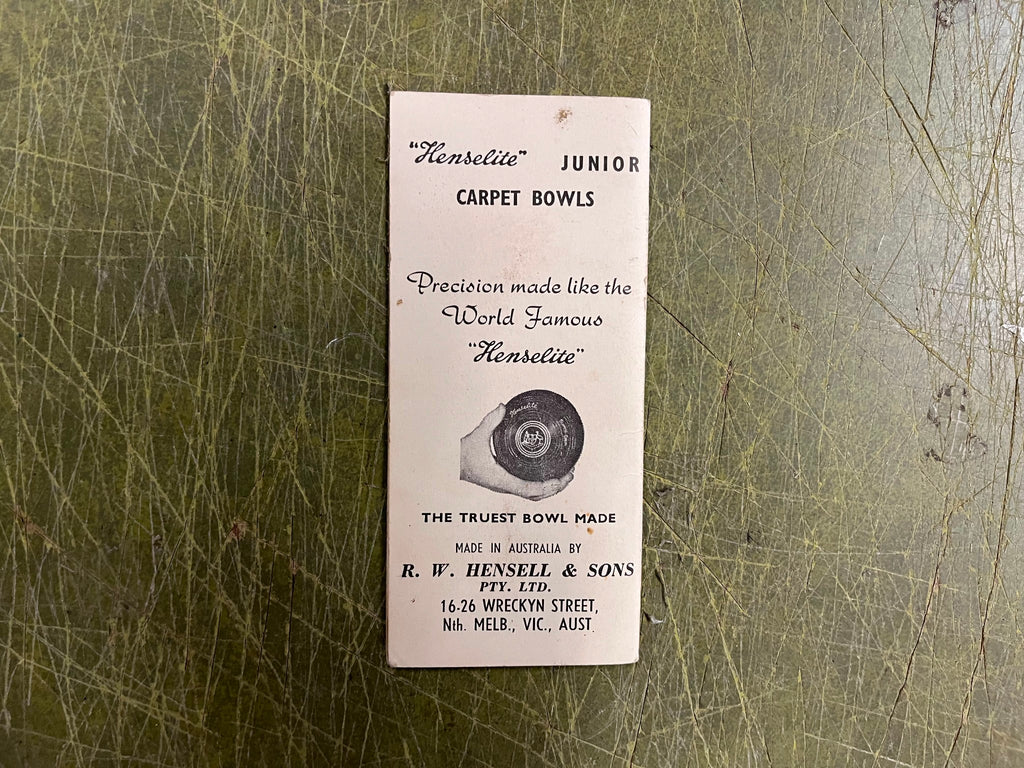 "Henselite" JUNIOR
CARPET BOWLS
Precision made like the
World Famous
"Henselite"
Henselite
THE TRUEST BOWL MADE
MADE IN AUSTRALIA BY
R. W. HENSELL & SONS
PTY. LTD.
16-26 WRECKYN STREET,
Nth. MELB., VIC., AUST.